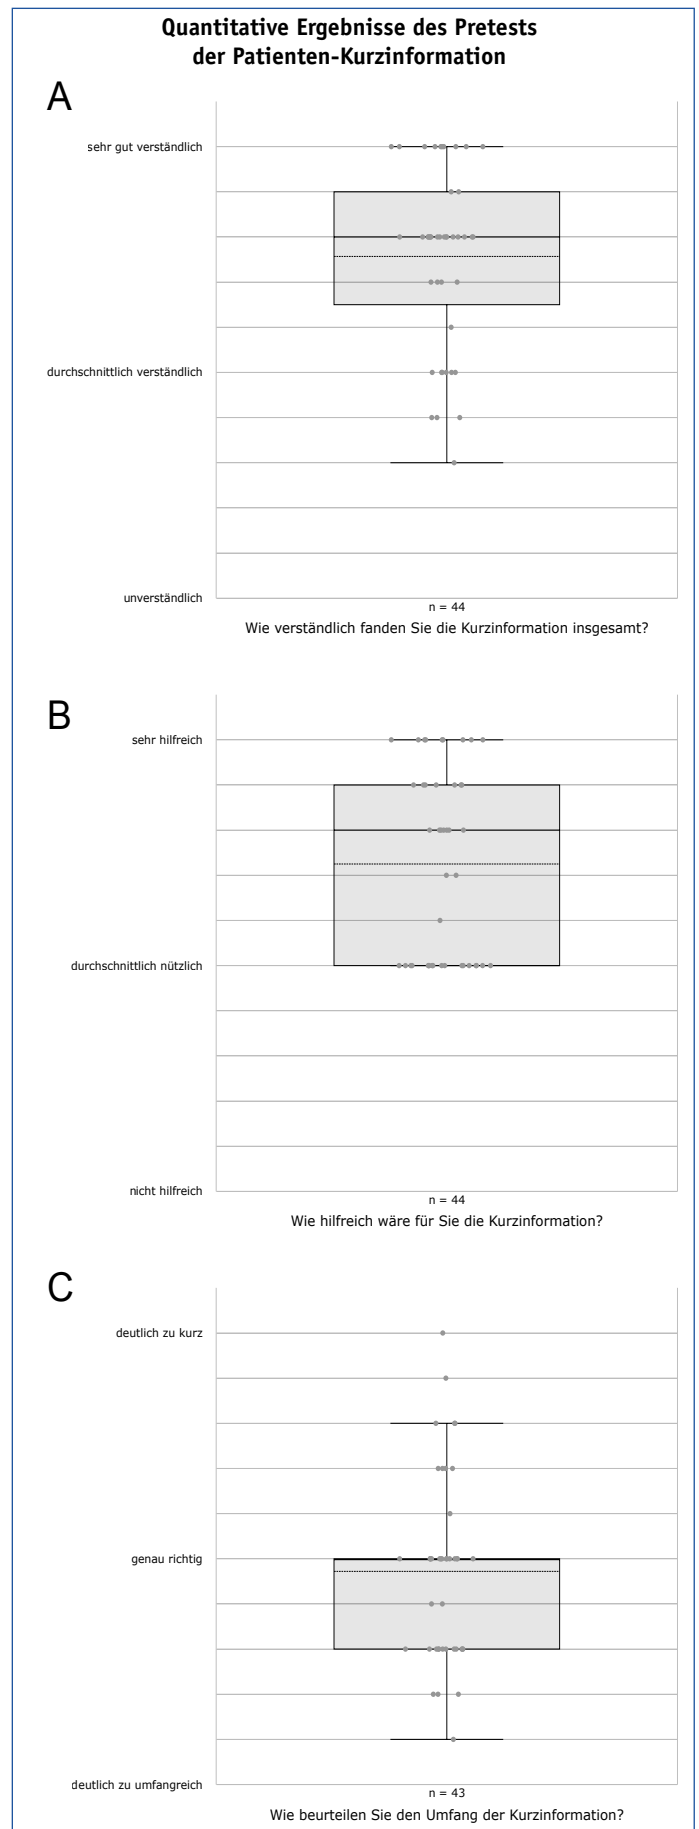 Quantitative Ergebnisse des Pretests
der Patienten-Kurzinformation
A
sehr gut verständlich
durchschnittlich verständlich
unverständlich
n = 44
Wie verständlich fanden Sie die Kurzinformation insgesamt?
B
sehr hilfreich
durchschnittlich nützlich
nicht hilfreich
n = 44
Wie hilfreich wäre für Sie die Kurzinformation?
C
deutlich zu kurz
genau richtig
deutlich zu umfangreich
n = 43
Wie beurteilen Sie den Umfang der Kurzinformation?